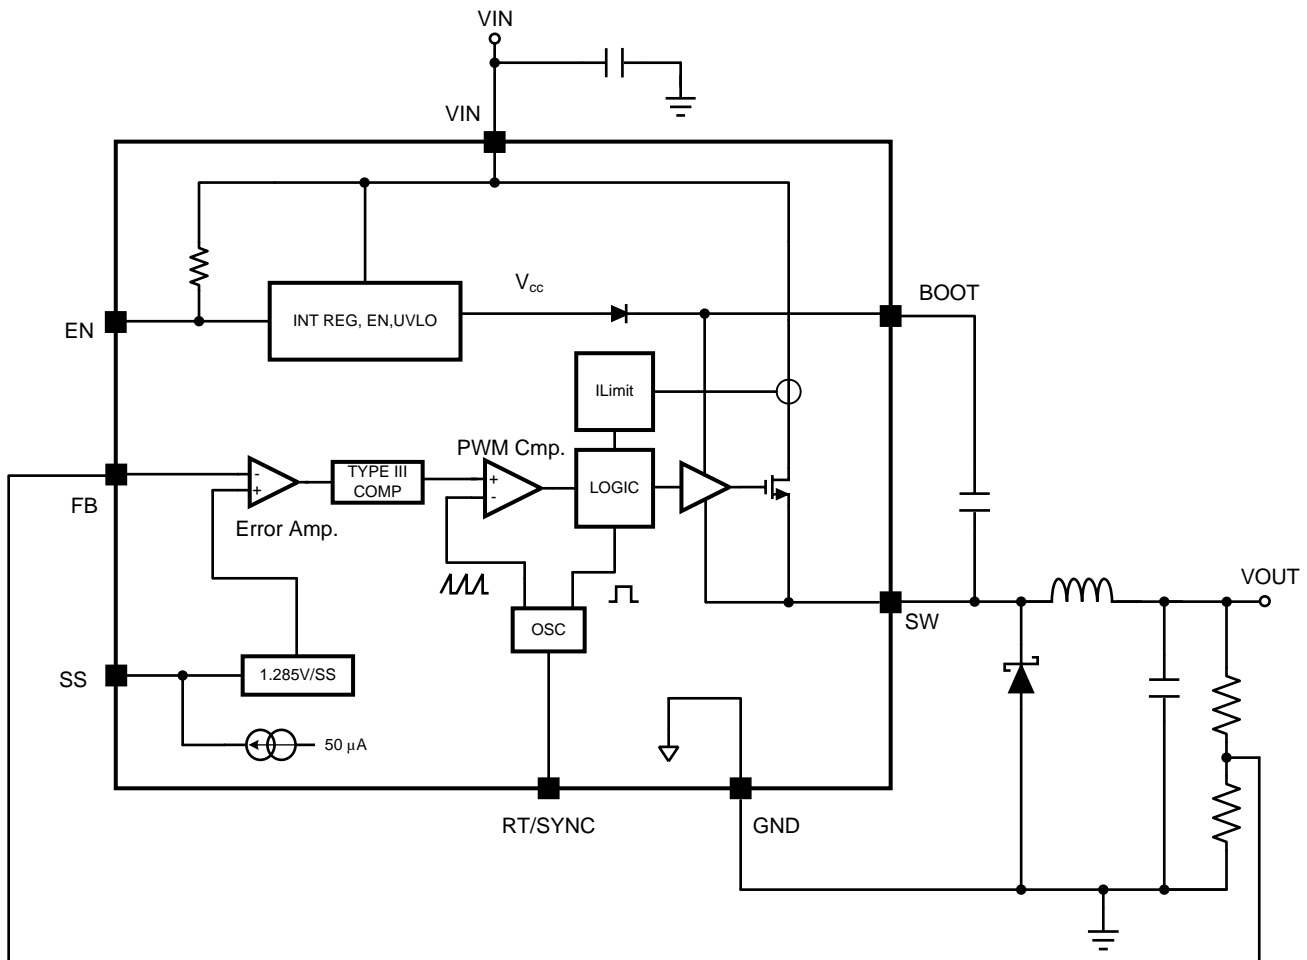 VIN
VIN
V_cc
BOOT
EN
INT REG, EN,UVLO
ILimit
PWM Cmp.
-
+
TYPE III
COMP
+
-
LOGIC
FB
Error Amp.
VOUT
SW
OSC
SS
1.285V/SS
50 μA
RT/SYNC
GND